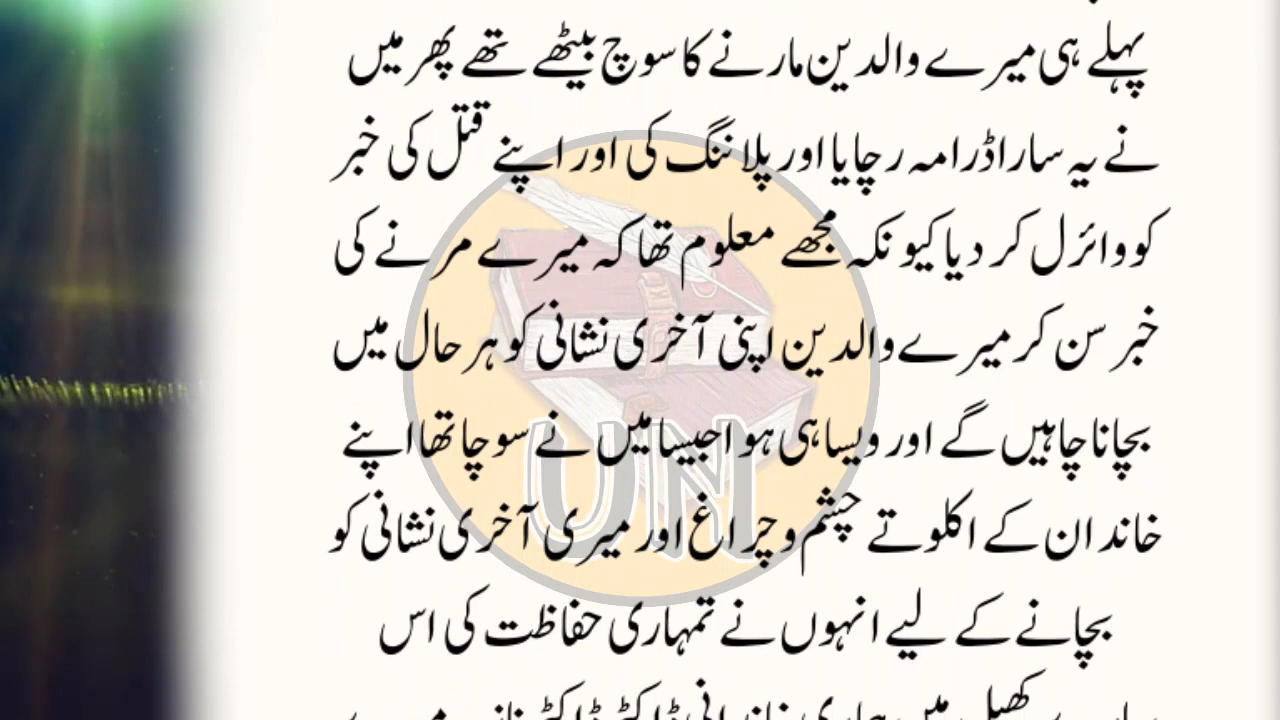 پہلے ہی میرے والدین مارنے کا سوچ بیٹھے تھے پھر میں
نے یہ سارا ڈرامہ رچایا اور پلاننگ کی اور اپنے قتل کی خبر
کو وائرل کر دیا کیونکہ مجھے معلوم تھا کہ میرے مرنے کی
خبر سن کر میرے والدین اپنی آخری نشانی کو ہر حال میں
بچانا چاہیں گے اور ویسا ہی ہوا جیسا میں نے سوچا تھا اپنے
خاندان کے اکلوتے چشم و چراغ اور میری آخری نشانی کو
بچانے کے لیے انہوں نے تمہاری حفاظت کی اس
UN